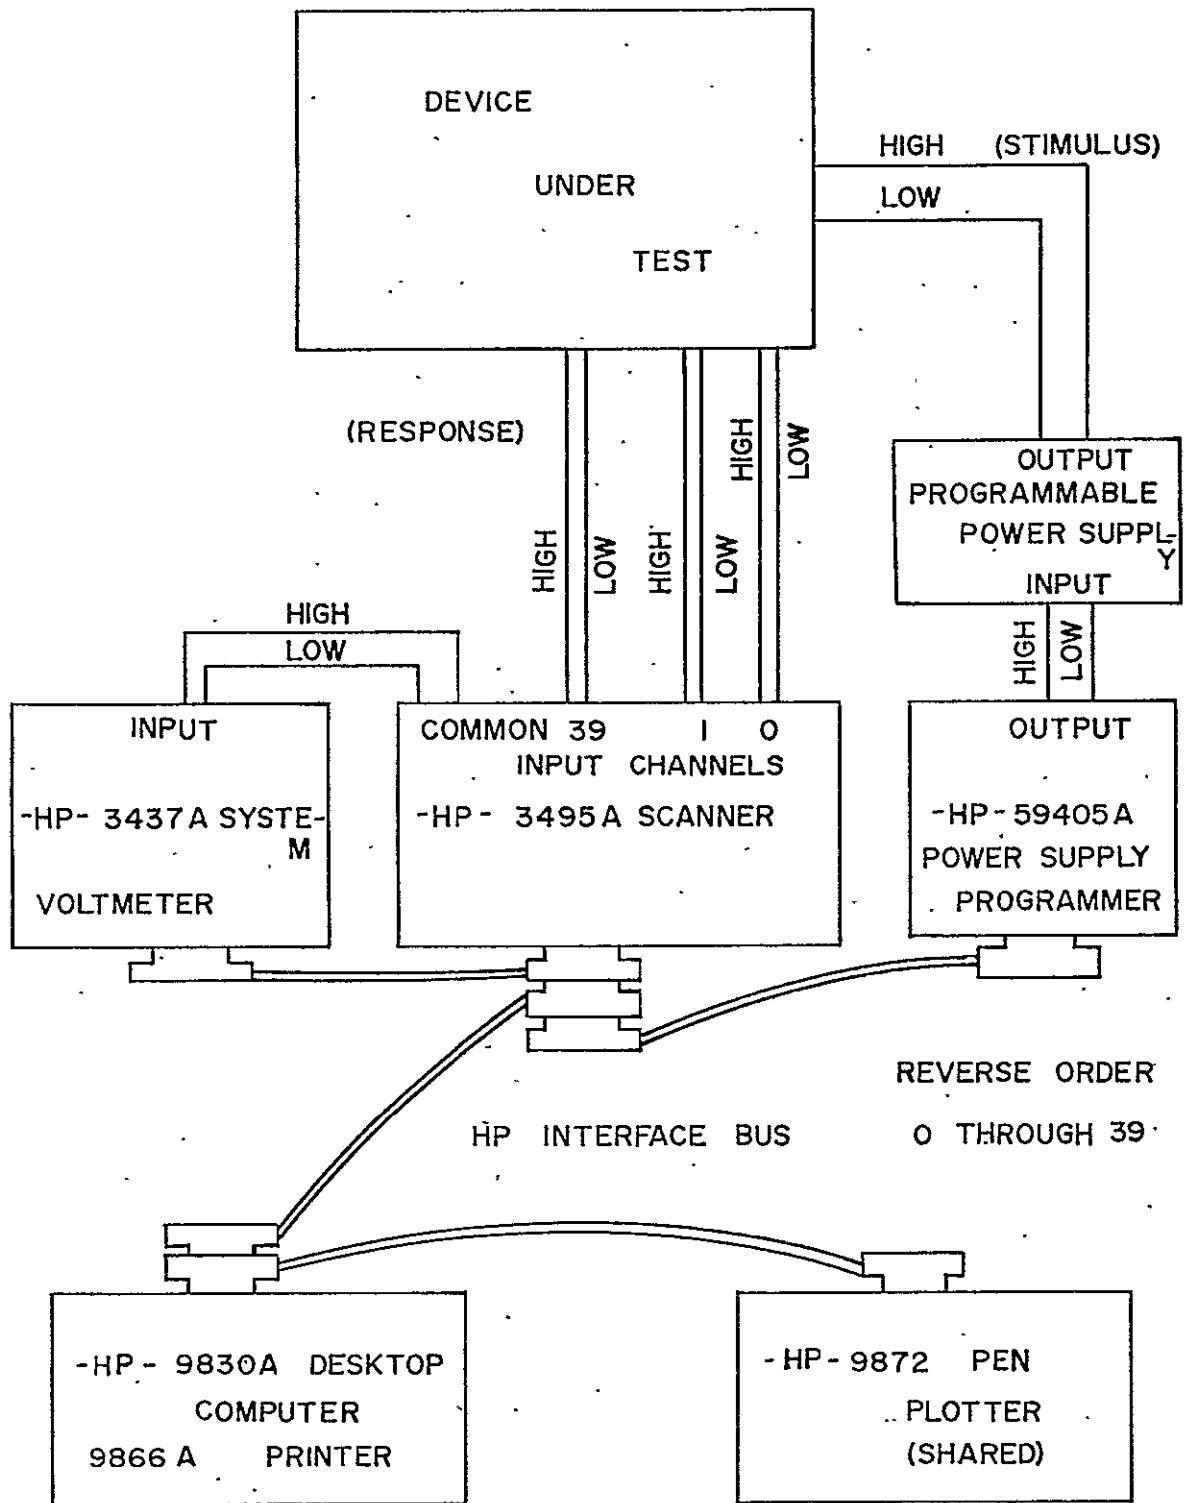 DEVICE
UNDER
TEST
HIGH (STIMULUS)
LOW
(RESPONSE)
HIGH
LOW
HIGH
LOW
HIGH
LOW
OUTPUT
PROGRAMMABLE
POWER SUPPL-
Y
INPUT
HIGH
LOW
HIGH
LOW
INPUT
-HP- 3437A SYSTE-
M
VOLTMETER
COMMON 39 1 0
INPUT CHANNELS
-HP- 3495A SCANNER
OUTPUT
-HP-59405A
POWER SUPPLY
PROGRAMMER
REVERSE ORDER
0 THROUGH 39
HP INTERFACE BUS
-HP- 9830A DESKTOP
COMPUTER
9866A PRINTER
-HP-9872 PEN
PLOTTER
(SHARED)